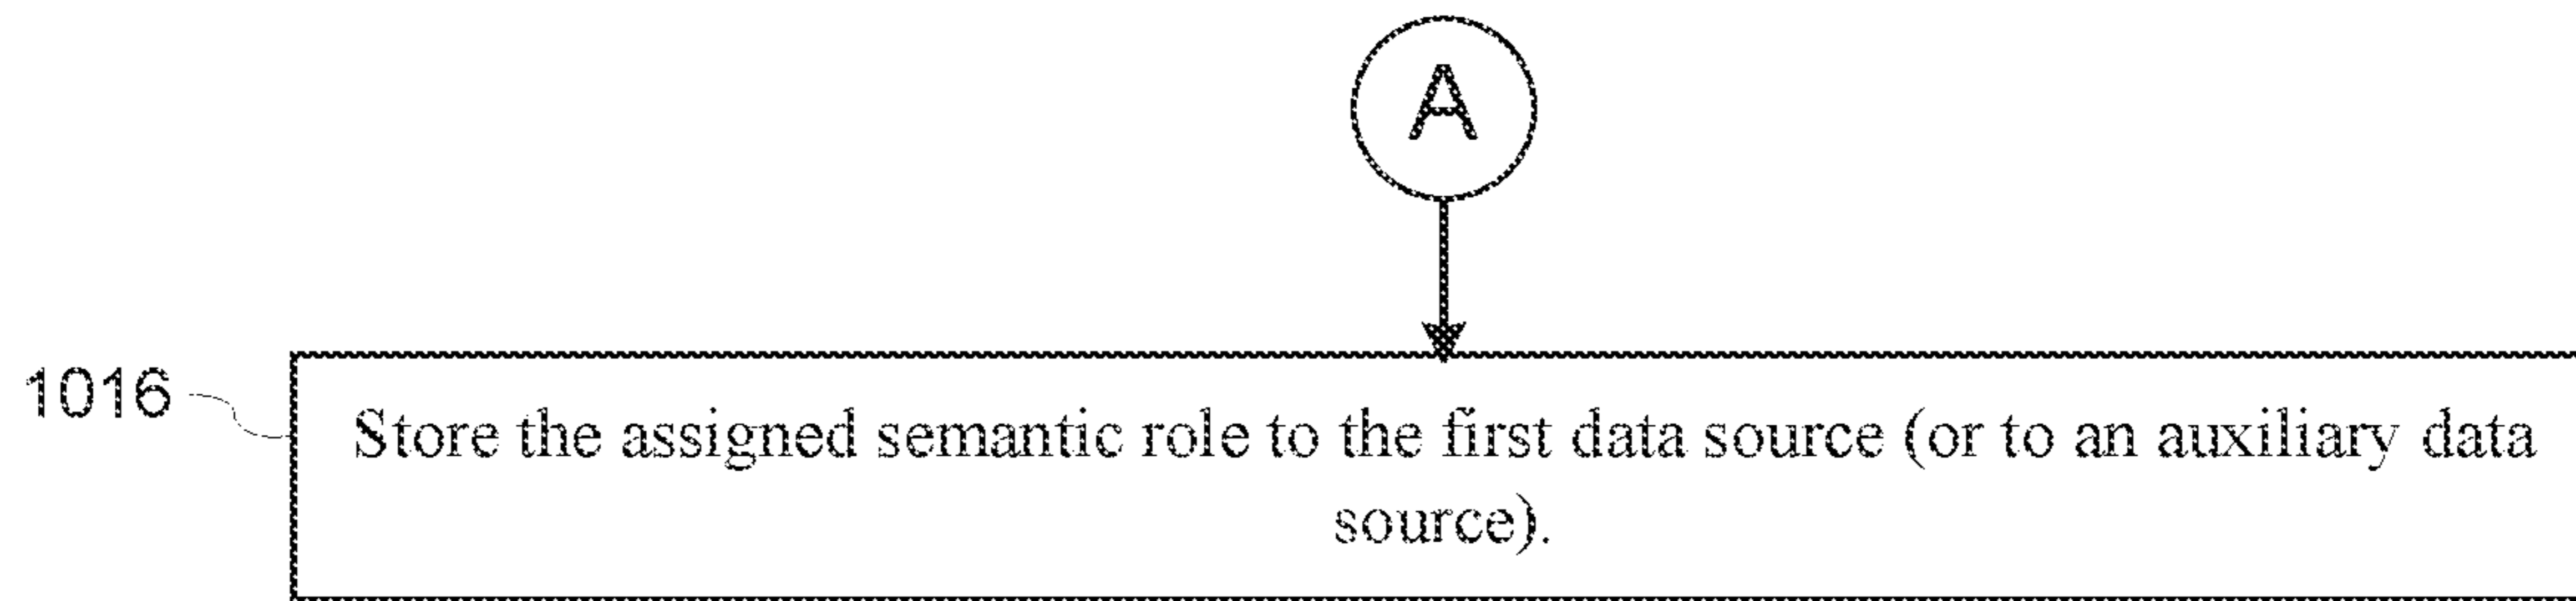 A
1016
Store the assigned semantic role to the first data source (or to an auxiliary data
source).